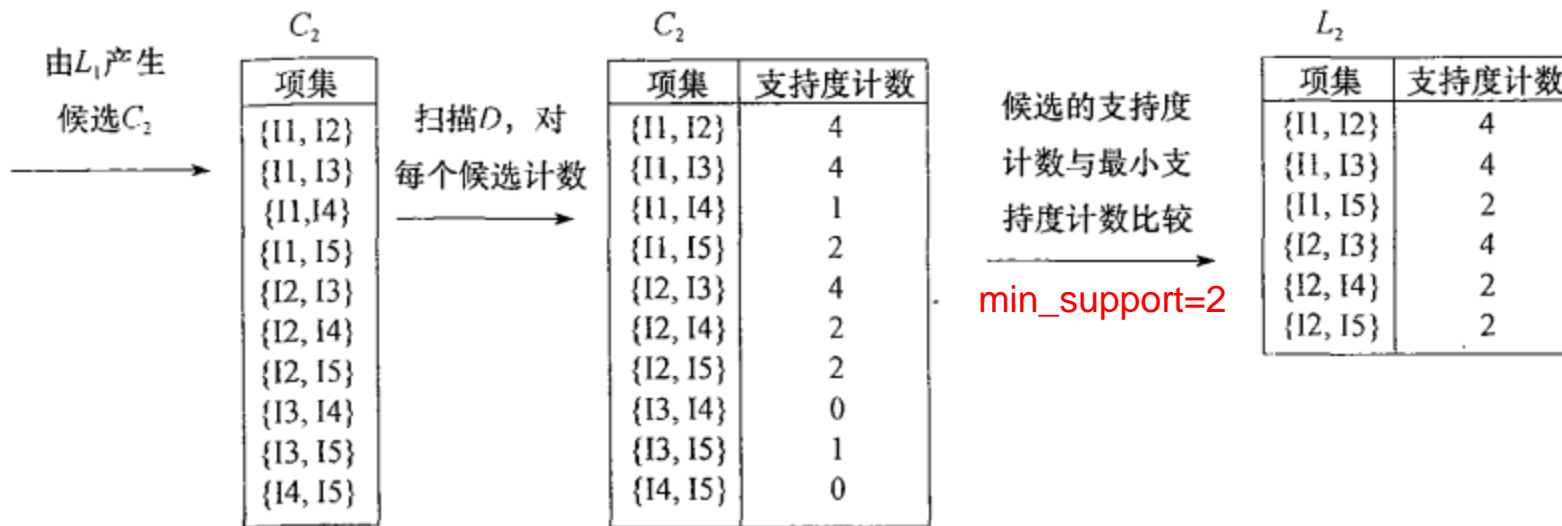 由L₁产生
候选C₂
C₂
项集
{I1, I2}
{I1, I3}
{I1,I4}
{I1, I5}
{I2, I3}
{I2, I4}
{I2, I5}
{I3, I4}
{I3, I5}
{I4, I5}
扫描D，对
每个候选计数
C₂
项集 支持度计数
{I1, I2} 4
{I1, I3} 4
{I1, I4} 1
{I1, I5} 2
{I2, I3} 4
{I2, I4} 2
{I2, I5} 2
{I3, I4} 0
{I3, I5} 1
{I4, I5} 0
候选的支持度
计数与最小支
持度计数比较
min_support=2
L₂
项集 支持度计数
{I1, I2} 4
{I1, I3} 4
{I1, I5} 2
{I2, I3} 4
{I2, I4} 2
{I2, I5} 2